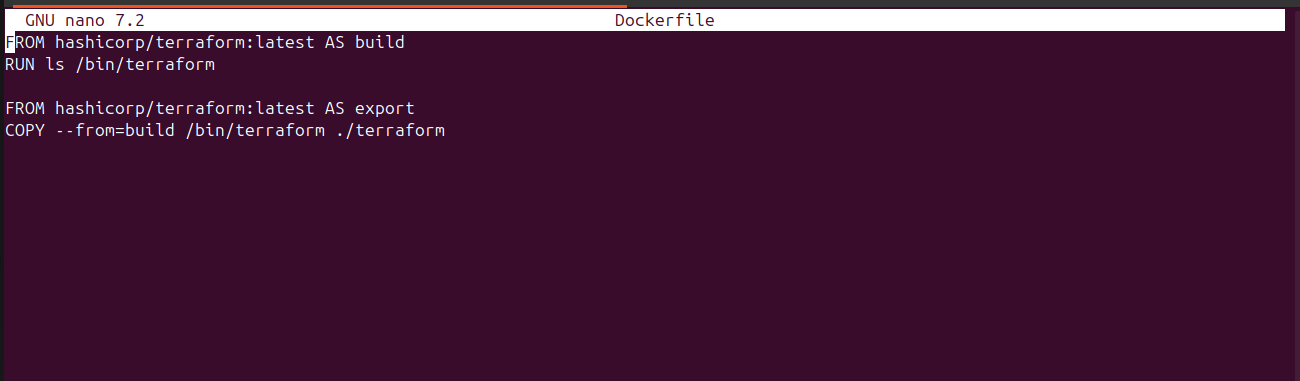 GNU nano 7.2 Dockerfile
FROM hashicorp/terraform:latest AS build
RUN ls /bin/terraform
FROM hashicorp/terraform:latest AS export
COPY --from=build /bin/terraform ./terraform